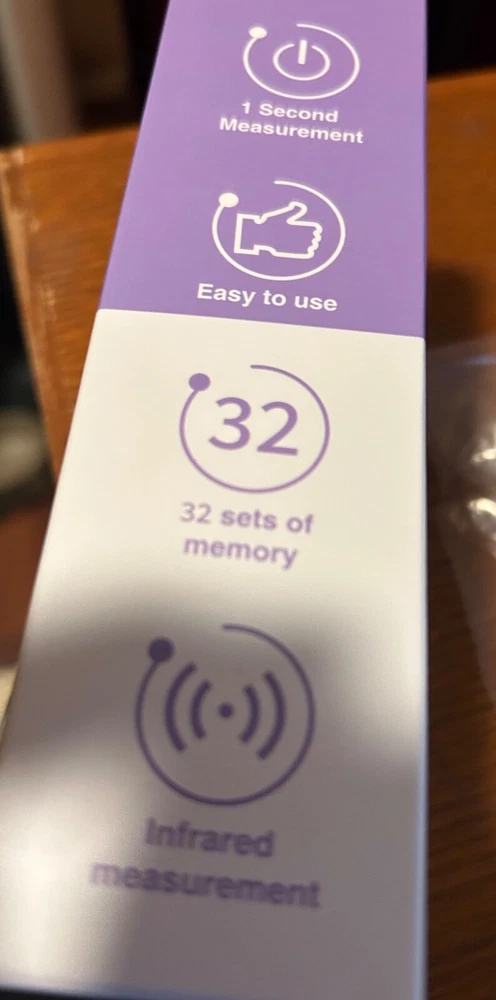 1 Second
Measurement
Easy to use
32
32 sets of
memory
Infrared
measurement